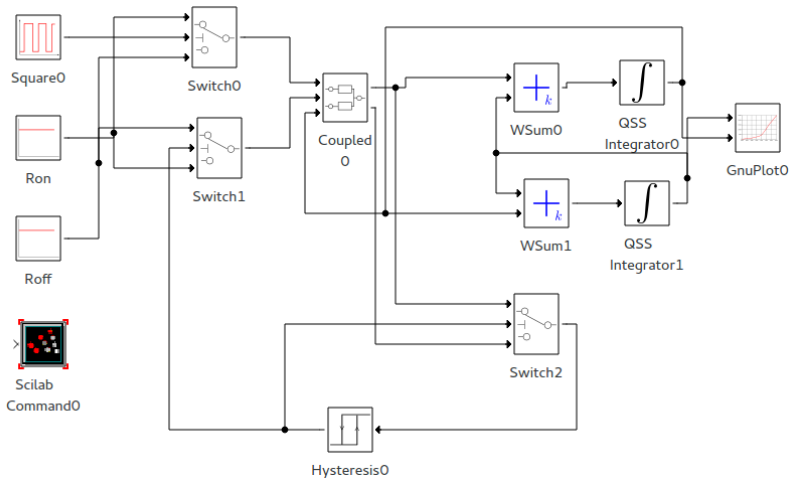 Square0
Switch0
Ron
Switch1
Coupled
0
WSum0
k
QSS
Integrator0
GnuPlot0
Roff
WSum1
k
QSS
Integrator1
Scilab
Command0
Switch2
Hysteresis0